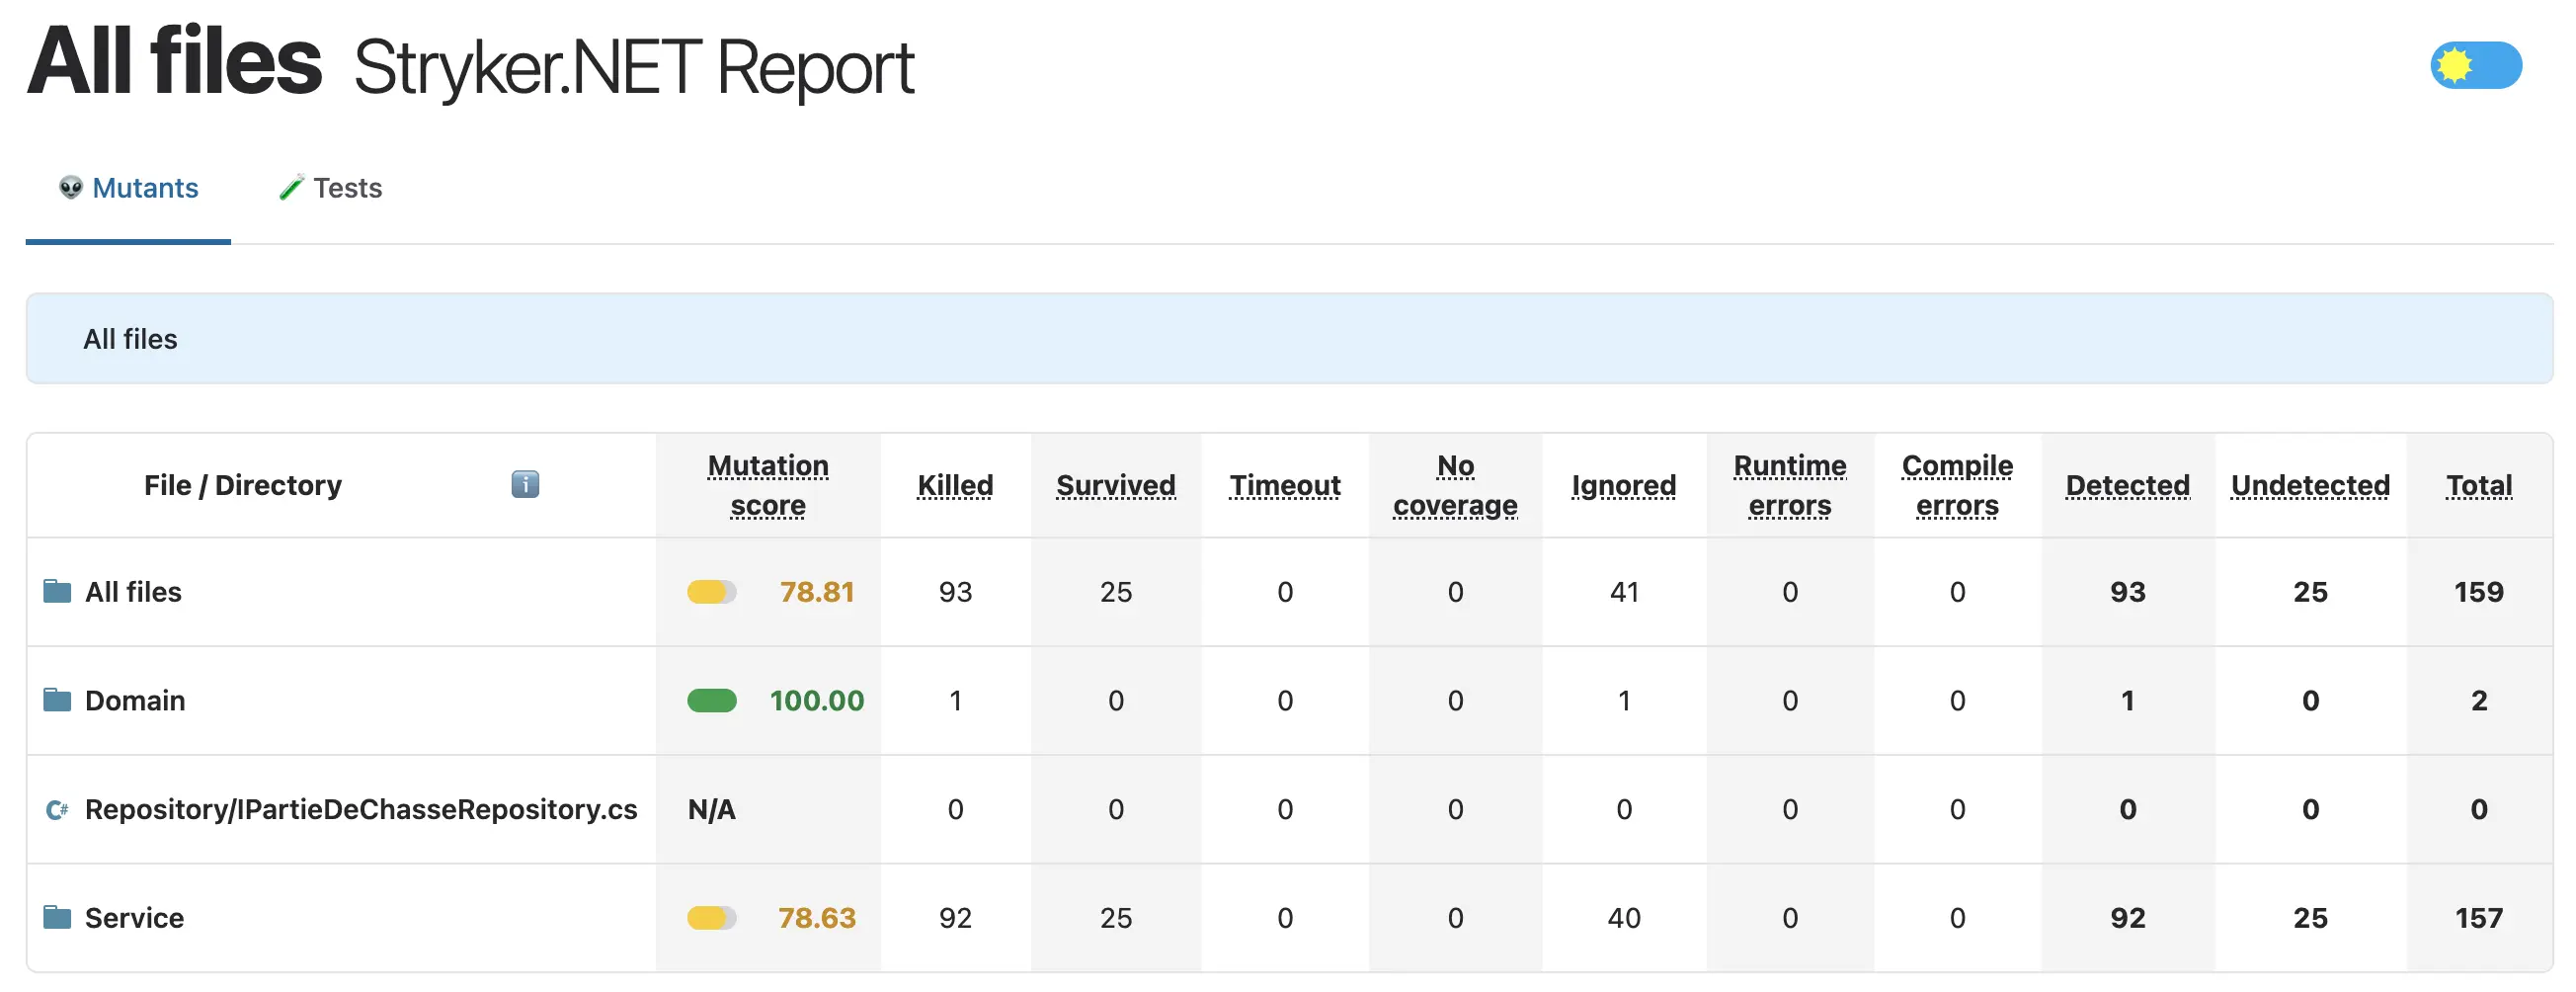 All files Stryker.NET Report
👽 Mutants 🧪 Tests
All files
File / Directory ℹ️ Mutation score Killed Survived Timeout No coverage Ignored Runtime errors Compile errors Detected Undetected Total
All files 78.81 93 25 0 0 41 0 0 93 25 159
Domain 100.00 1 0 0 0 1 0 0 1 0 2
C# Repository/IPartieDeChasseRepository.cs N/A 0 0 0 0 0 0 0 0 0 0
Service 78.63 92 25 0 0 40 0 0 92 25 157